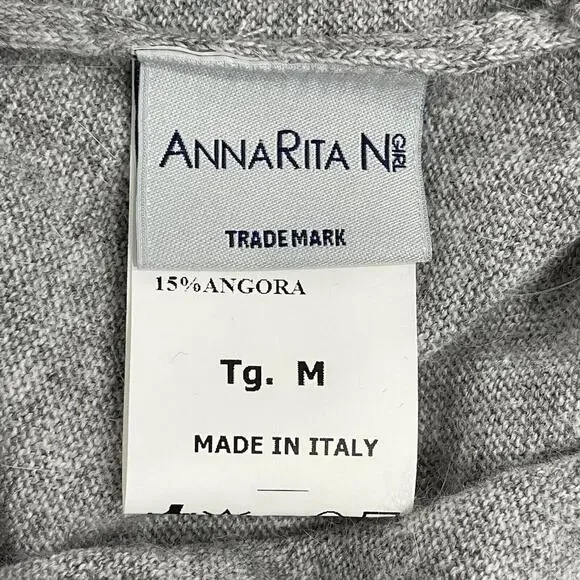 ANNARITA N GIRL
TRADE MARK
15%ANGORA
Tg. M
MADE IN ITALY